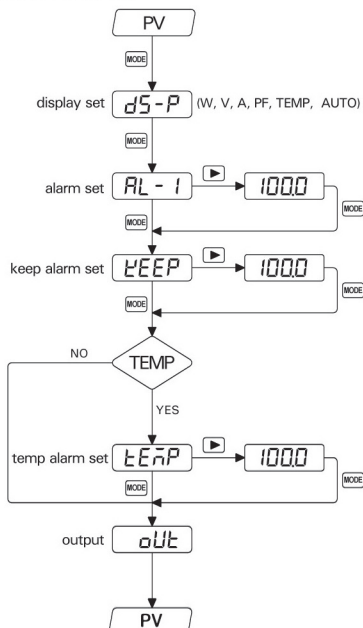 PV
MODE
display set dS-P (W, V, A, PF, TEMP, AUTO)
MODE
alarm set AL-1 100.0
MODE MODE
keep alarm set KEEP 100.0
MODE MODE
NO TEMP
YES
temp alarm set tEmP 100.0
MODE MODE
output oUt
PV